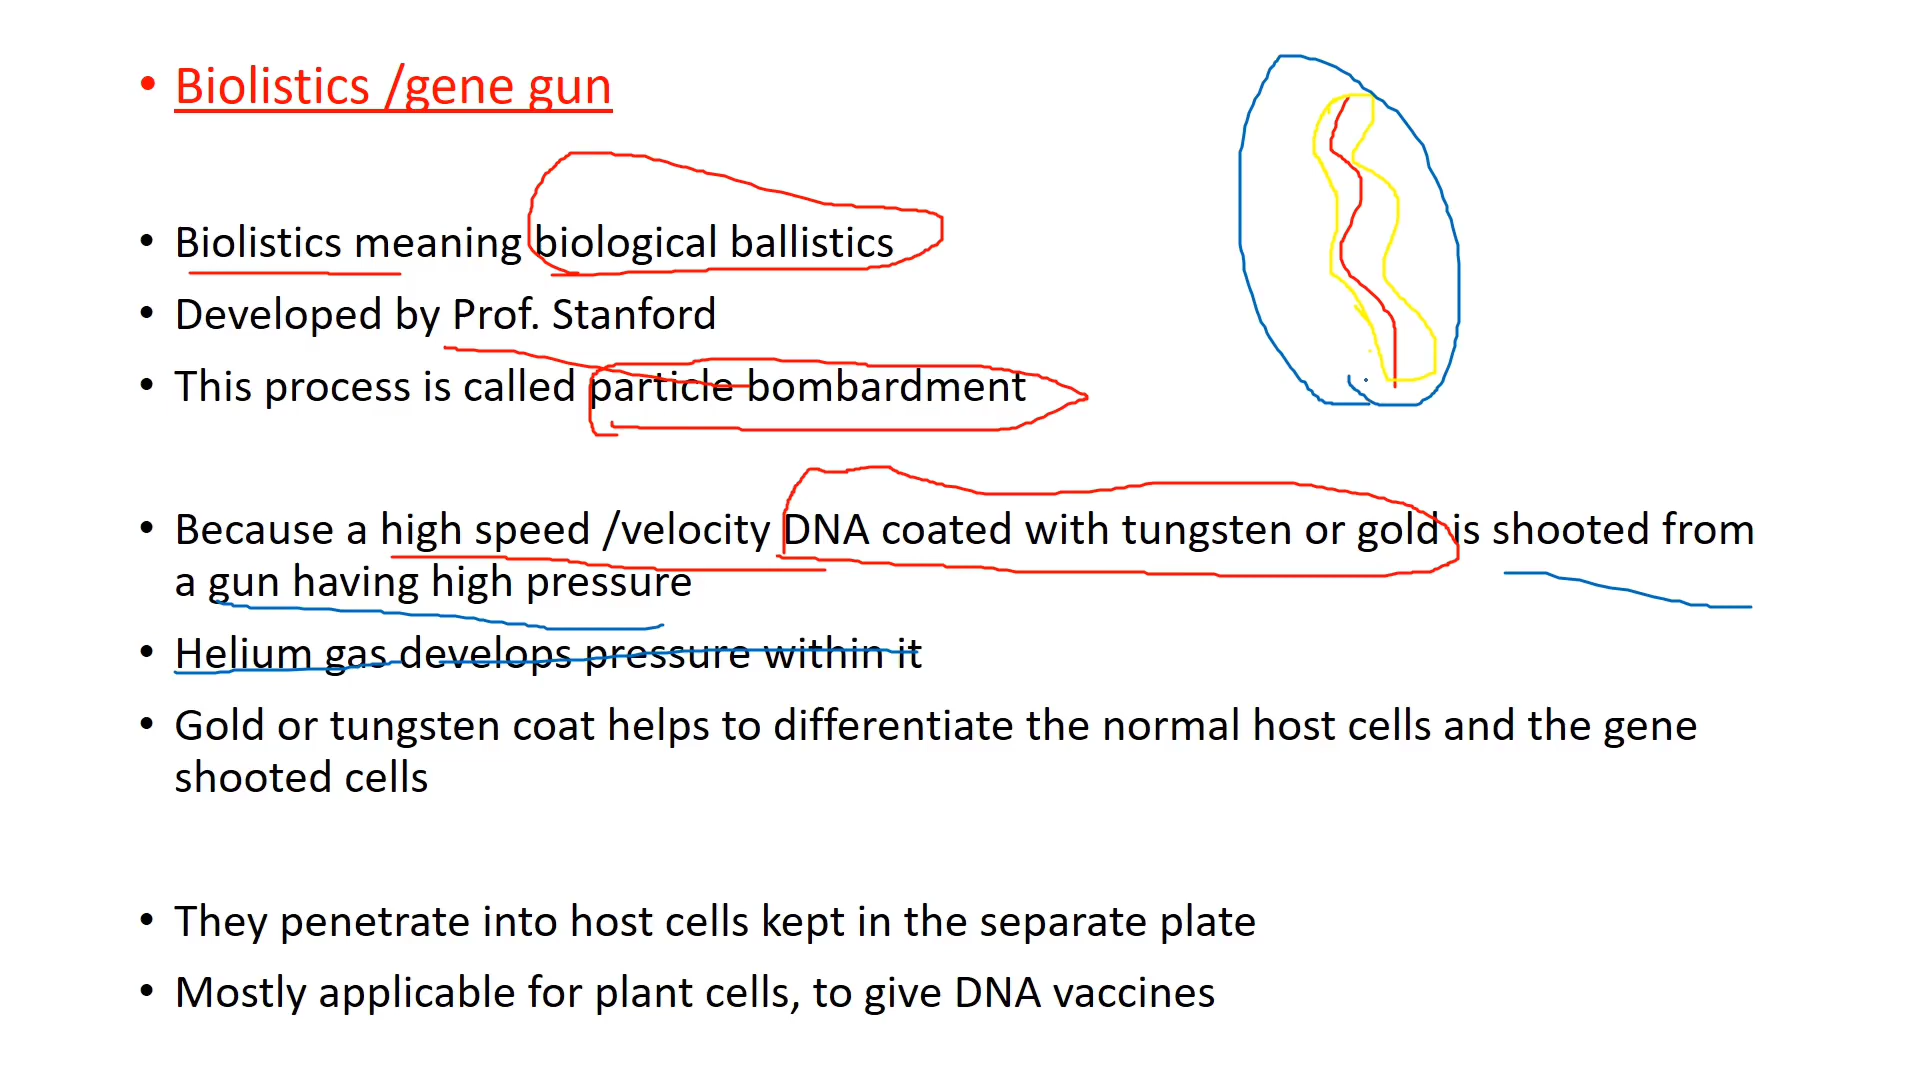 • Biolistics /gene gun
• Biolistics meaning biological ballistics
• Developed by Prof. Stanford
• This process is called particle bombardment
• Because a high speed /velocity DNA coated with tungsten or gold is shooted from
a gun having high pressure
• Helium gas develops pressure within it
• Gold or tungsten coat helps to differentiate the normal host cells and the gene
shooted cells
• They penetrate into host cells kept in the separate plate
• Mostly applicable for plant cells, to give DNA vaccines